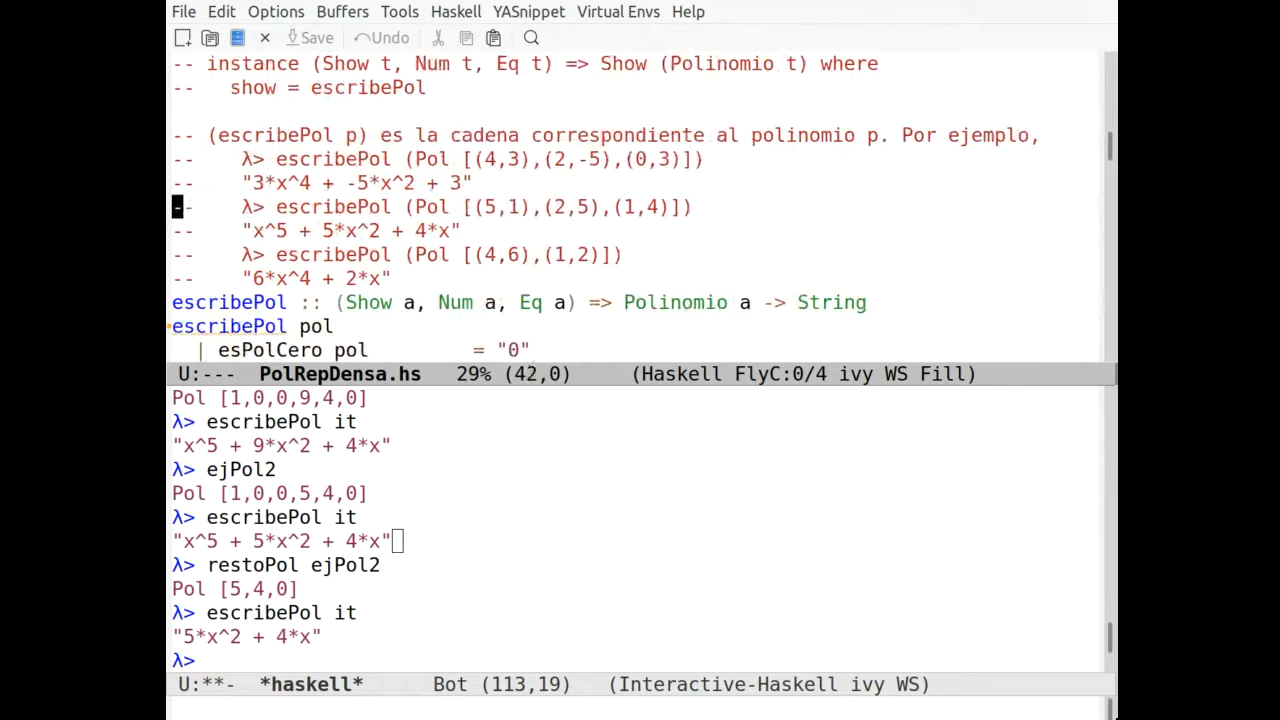 File Edit Options Buffers Tools Haskell YASnippet Virtual Envs Help
Save Undo
-- instance (Show t, Num t, Eq t) => Show (Polinomio t) where
--   show = escribePol
-- (escribePol p) es la cadena correspondiente al polinomio p. Por ejemplo,
--    λ> escribePol (Pol [(4,3),(2,-5),(0,3)])
--    "3*x^4 + -5*x^2 + 3"
--    λ> escribePol (Pol [(5,1),(2,5),(1,4)])
--    "x^5 + 5*x^2 + 4*x"
--    λ> escribePol (Pol [(4,6),(1,2)])
--    "6*x^4 + 2*x"
escribePol :: (Show a, Num a, Eq a) => Polinomio a -> String
escribePol pol
  | esPolCero pol         = "0"
U:---  PolRepDensa.hs   29% (42,0)     (Haskell FlyC:0/4 ivy WS Fill)
Pol [1,0,0,9,4,0]
λ> escribePol it
"x^5 + 9*x^2 + 4*x"
λ> ejPol2
Pol [1,0,0,5,4,0]
λ> escribePol it
"x^5 + 5*x^2 + 4*x"
λ> restoPol ejPol2
Pol [5,4,0]
λ> escribePol it
"5*x^2 + 4*x"
λ>
U:**-  *haskell*      Bot (113,19)   (Interactive-Haskell ivy WS)